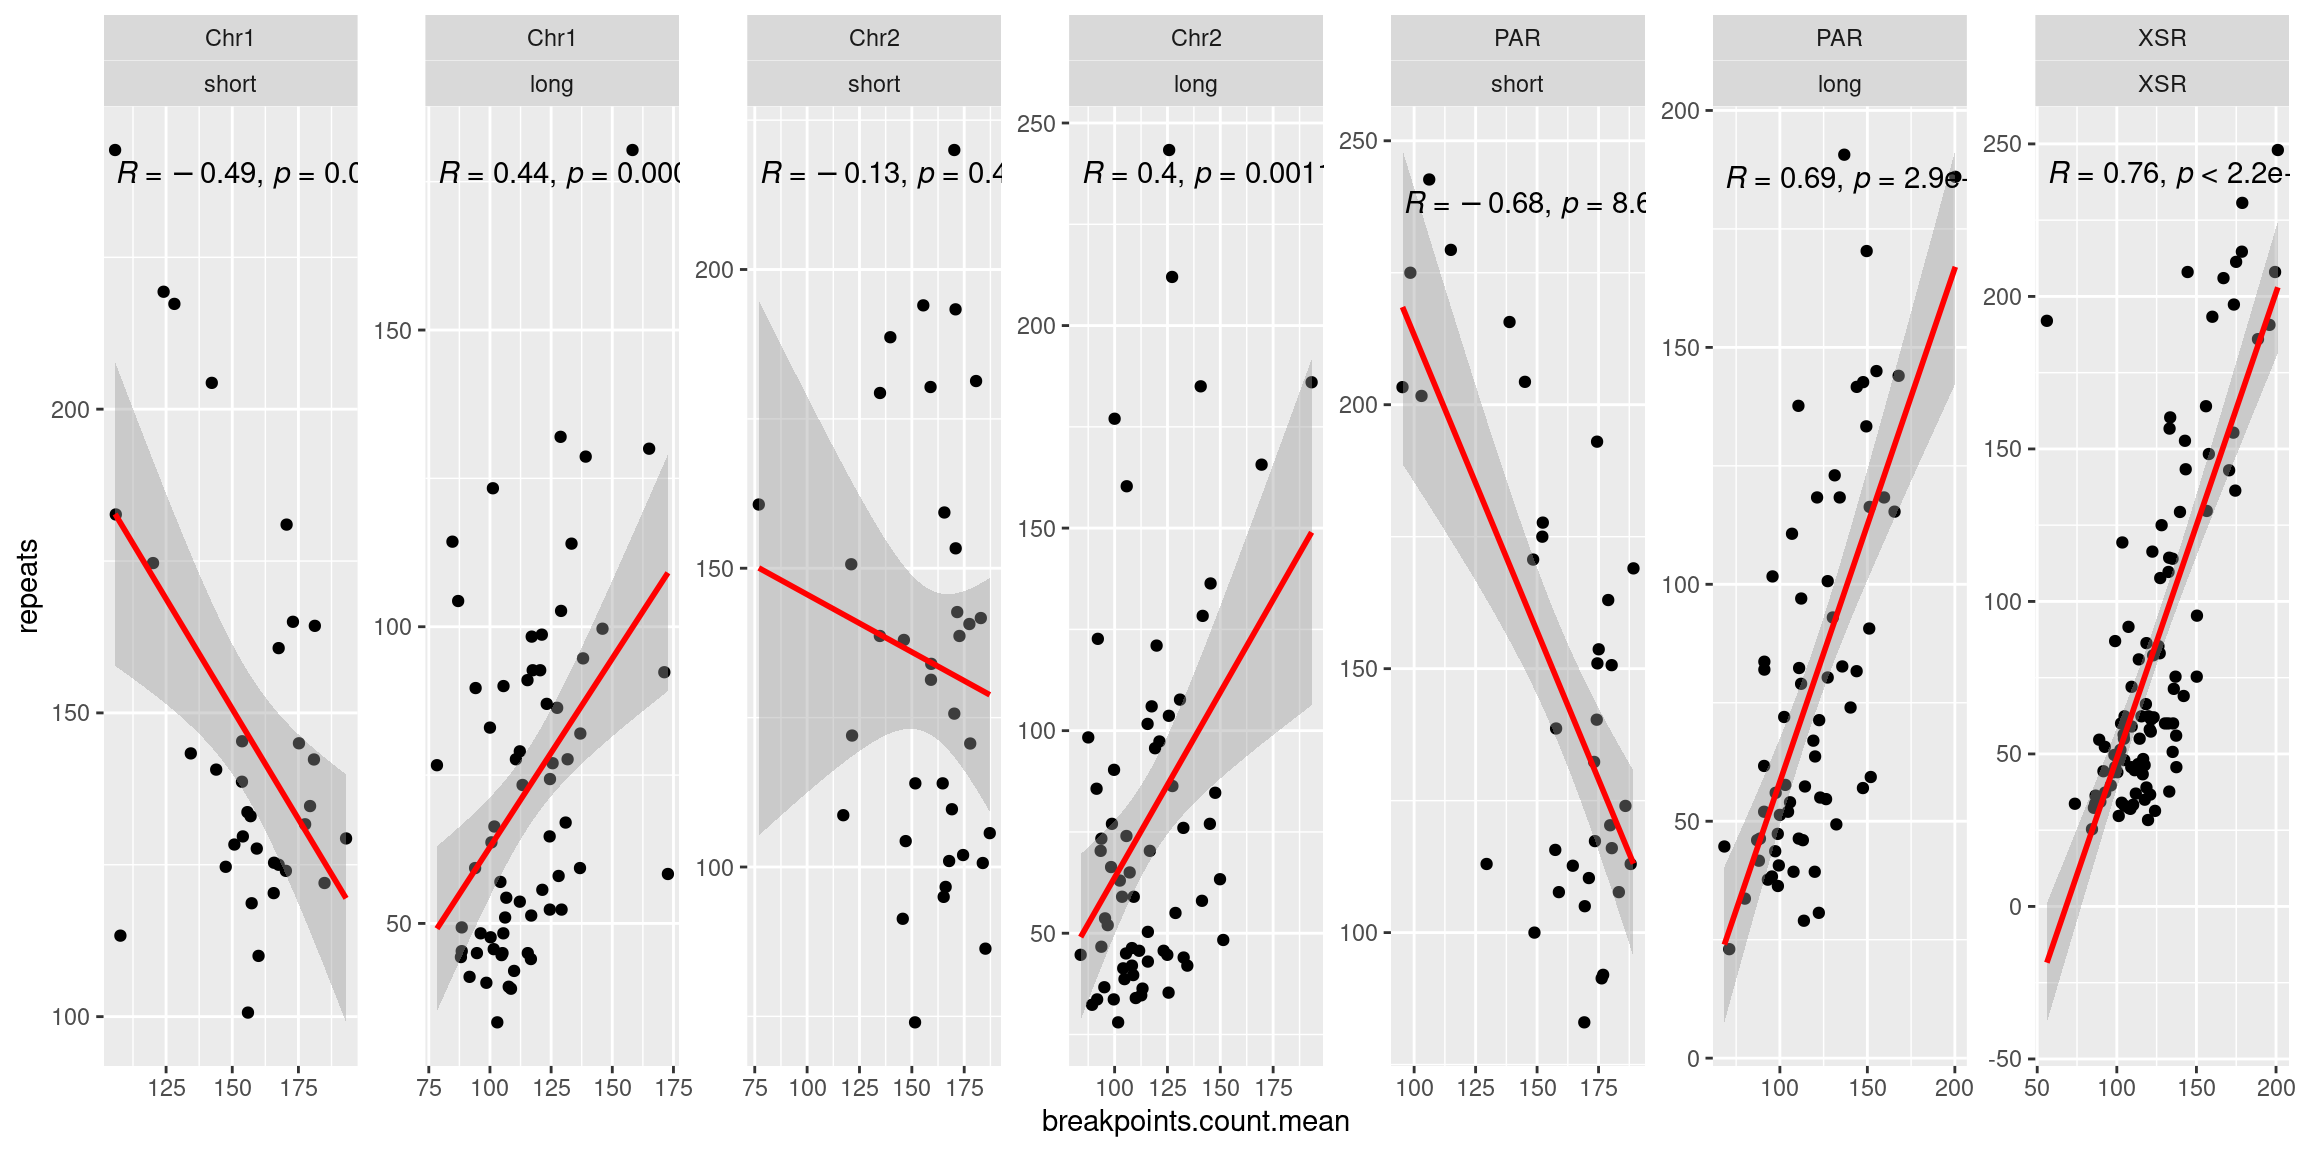 Chr1 Chr1 Chr2 Chr2 PAR PAR XSR
short long short long short long XSR
R = −0.49, p = 0.0
R = 0.44, p = 0.000
R = −0.13, p = 0.4
R = 0.4, p = 0.0011
R = −0.68, p = 8.6
R = 0.69, p = 2.9e-
R = 0.76, p < 2.2e-
repeats
200
150
100
150
100
50
200
150
100
250
200
150
100
50
250
200
150
100
200
150
100
50
0
250
200
150
100
50
0
-50
125 150 175
75 100 125 150 175
75 100 125 150 175
100 125 150 175
100 125 150 175
100 150 200
50 100 150 200
breakpoints.count.mean